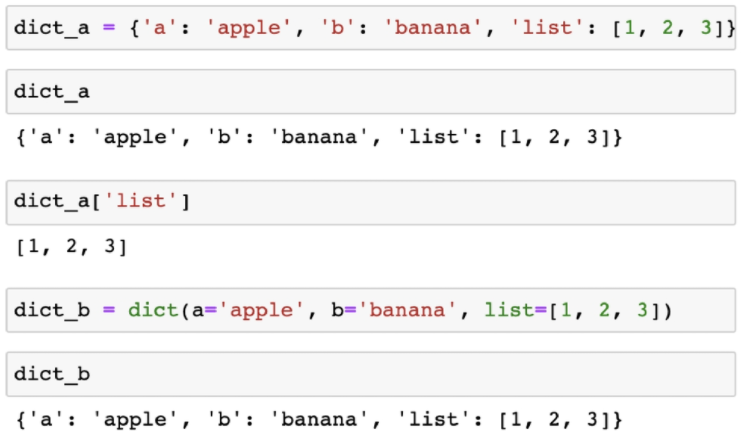 dict_a = {'a': 'apple', 'b': 'banana', 'list': [1, 2, 3]}
dict_a
{'a': 'apple', 'b': 'banana', 'list': [1, 2, 3]}
dict_a['list']
[1, 2, 3]
dict_b = dict(a='apple', b='banana', list=[1, 2, 3])
dict_b
{'a': 'apple', 'b': 'banana', 'list': [1, 2, 3]}